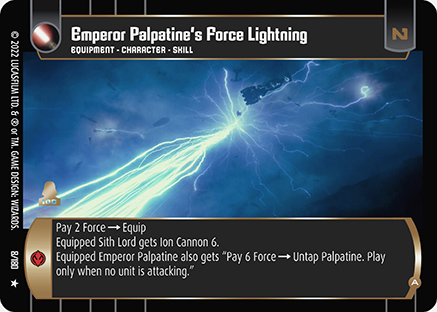 Emperor Palpatine's Force Lightning
EQUIPMENT - CHARACTER - SKILL
2
Pay 2 Force → Equip
Equipped Sith Lord gets Ion Cannon 6.
Equipped Emperor Palpatine also gets "Pay 6 Force → Untap Palpatine. Play
only when no unit is attacking."
©2022 LUCASFILM LTD. & ® or ™ GAME DESIGN: WIZARDS.
8/180